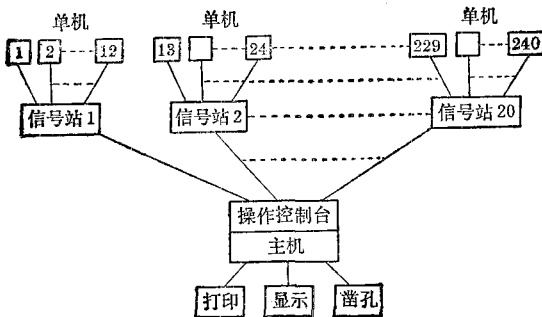 单机 单机 单机
1 2 12 13 24 229 240
信号站1 信号站2 信号站20
操作控制台
主机
打印 显示 凿孔